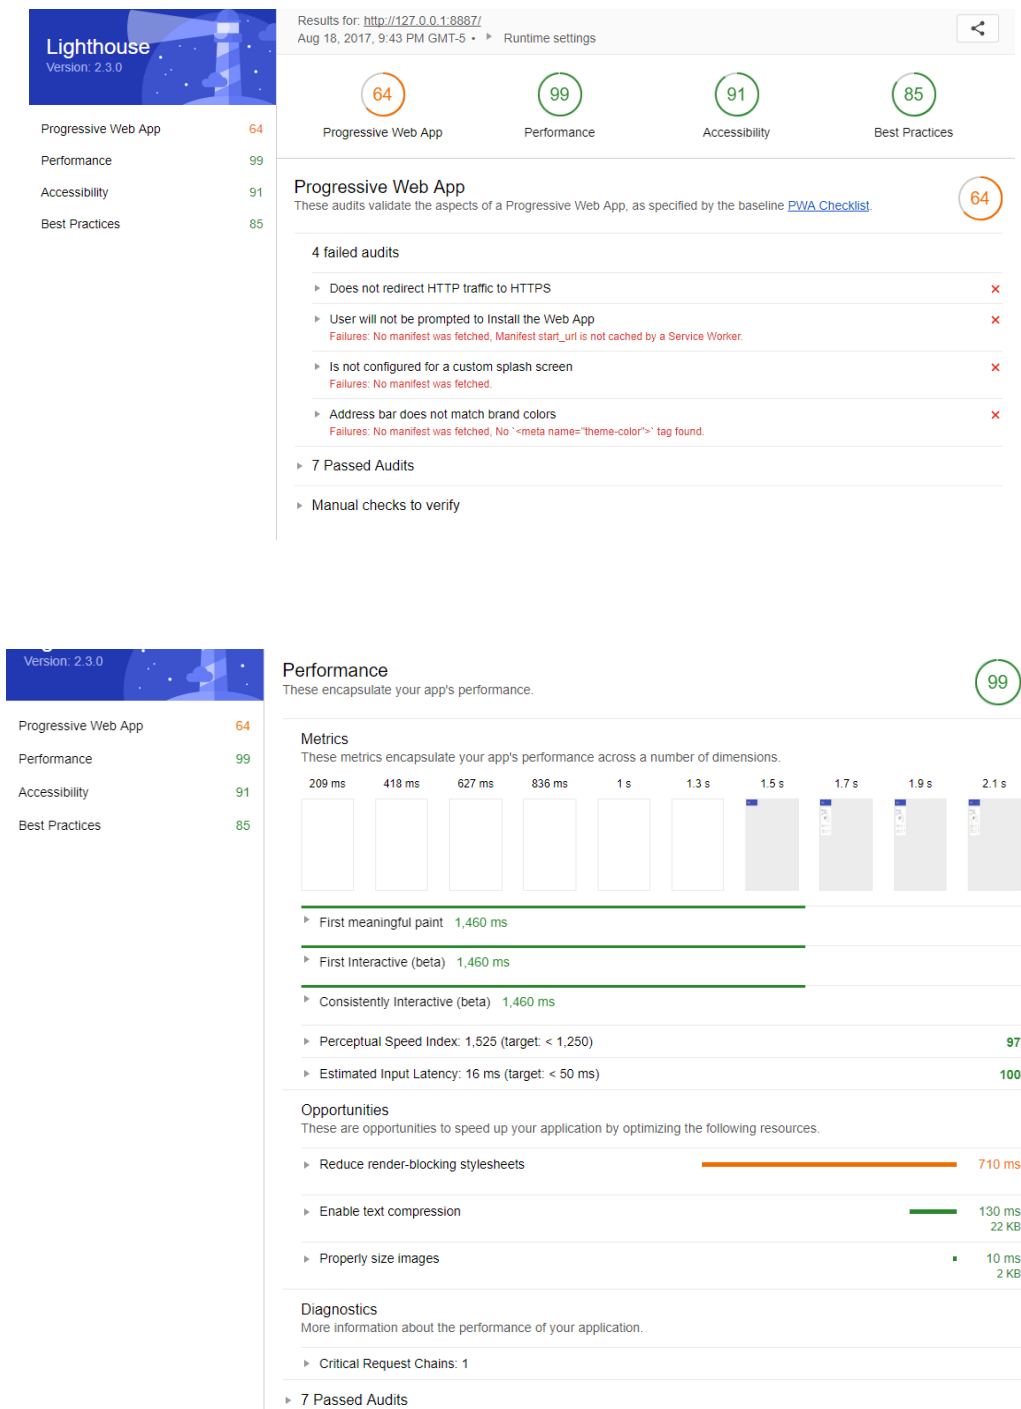 Lighthouse
Version: 2.3.0
Progressive Web App 64
Performance 99
Accessibility 91
Best Practices 85
Results for: http://127.0.0.1:8887/
Aug 18, 2017, 9:43 PM GMT-5 • Runtime settings
64 99 91 85
Progressive Web App Performance Accessibility Best Practices
Progressive Web App
These audits validate the aspects of a Progressive Web App, as specified by the baseline PWA Checklist.
64
4 failed audits
Does not redirect HTTP traffic to HTTPS
User will not be prompted to Install the Web App
Failures: No manifest was fetched, Manifest start_url is not cached by a Service Worker.
Is not configured for a custom splash screen
Failures: No manifest was fetched.
Address bar does not match brand colors
Failures: No manifest was fetched, No `<meta name="theme-color">` tag found.
7 Passed Audits
Manual checks to verify
Version: 2.3.0
Progressive Web App 64
Performance 99
Accessibility 91
Best Practices 85
Performance
These encapsulate your app's performance.
99
Metrics
These metrics encapsulate your app's performance across a number of dimensions.
209 ms 418 ms 627 ms 836 ms 1 s 1.3 s 1.5 s 1.7 s 1.9 s 2.1 s
First meaningful paint 1,460 ms
First Interactive (beta) 1,460 ms
Consistently Interactive (beta) 1,460 ms
Perceptual Speed Index: 1,525 (target: < 1,250) 97
Estimated Input Latency: 16 ms (target: < 50 ms) 100
Opportunities
These are opportunities to speed up your application by optimizing the following resources.
Reduce render-blocking stylesheets 710 ms
Enable text compression 130 ms
22 KB
Properly size images 10 ms
2 KB
Diagnostics
More information about the performance of your application.
Critical Request Chains: 1
7 Passed Audits